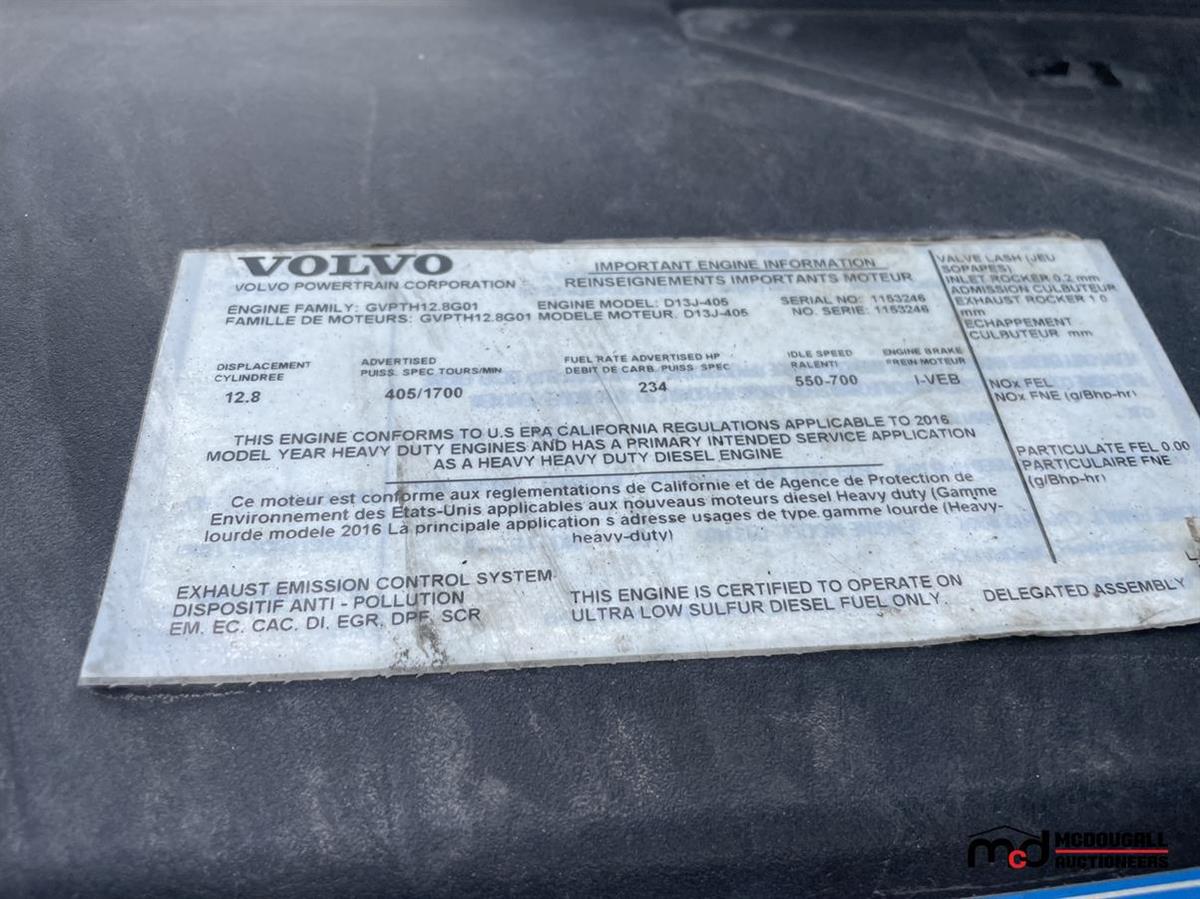 VOLVO
VOLVO POWERTRAIN CORPORATION
IMPORTANT ENGINE INFORMATION
REINSEIGNEMENTS IMPORTANTS MOTEUR
ENGINE FAMILY: GVPTH12.8G01 ENGINE MODEL: D13J-405 SERIAL NO: 1153246
FAMILLE DE MOTEURS: GVPTH12.8G01 MODELE MOTEUR. D13J-405 NO. SERIE: 1153246
VALVE LASH (JEU
SOPAPES)
INLET ROCKER 0.2 mm
ADMISSION CULBUTEUR
EXHAUST ROCKER 1.0
mm
ECHAPPEMENT
CULBUTEUR mm
DISPLACEMENT
CYLINDREE
12.8
ADVERTISED
PUISS. SPEC TOURS/MIN
405/1700
FUEL RATE ADVERTISED HP
DEBIT DE CARB. PUISS. SPEC
234
IDLE SPEED
RALENTI
550-700
ENGINE BRAKE
FREIN MOTEUR
I-VEB
NOx FEL
NOx FNE (g/Bhp-hr)
THIS ENGINE CONFORMS TO U.S EPA CALIFORNIA REGULATIONS APPLICABLE TO 2016
MODEL YEAR HEAVY DUTY ENGINES AND HAS A PRIMARY INTENDED SERVICE APPLICATION
AS A HEAVY HEAVY DUTY DIESEL ENGINE
PARTICULATE FEL 0.00
PARTICULAIRE FNE
(g/Bhp-hr)
Ce moteur est conforme aux reglementations de Californie et de Agence de Protection de
Environnement des Etats-Unis applicables aux nouveaus moteurs diesel Heavy duty (Gamme
lourde modele 2016 La principale application s adresse usages de type gamme lourde (Heavy-
heavy-duty)
EXHAUST EMISSION CONTROL SYSTEM
DISPOSITIF ANTI - POLLUTION
EM, EC, CAC, DI, EGR, DPF, SCR
THIS ENGINE IS CERTIFIED TO OPERATE ON
ULTRA LOW SULFUR DIESEL FUEL ONLY.
DELEGATED ASSEMBLY
mcd MCDOUGALL
AUCTIONEERS